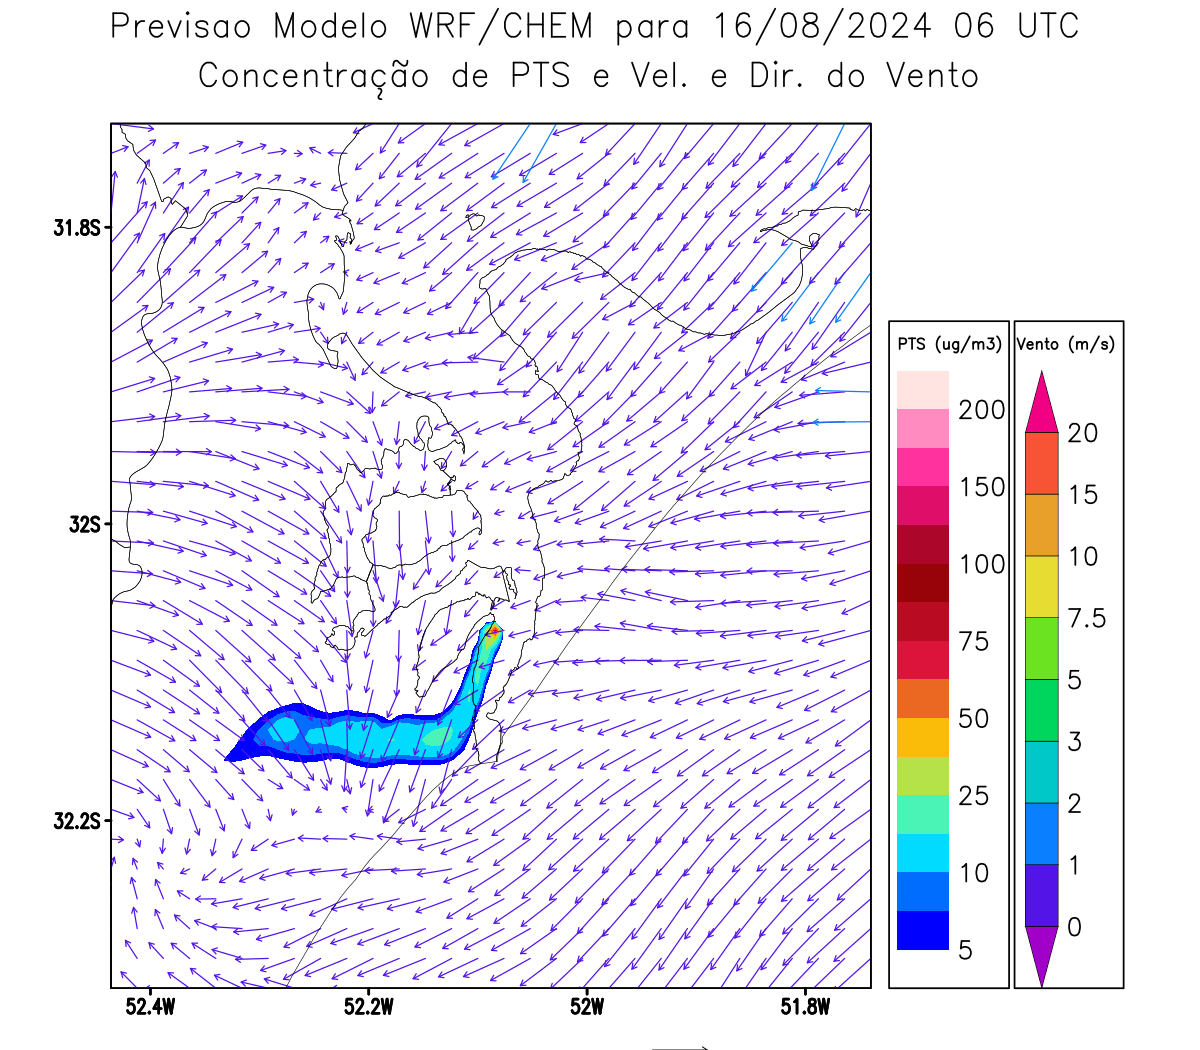 Previsao Modelo WRF/CHEM para 16/08/2024 06 UTC
Concentração de PTS e Vel. e Dir. do Vento
31.8S
32S
32.2S
52.4W
52.2W
52W
51.8W
PTS (ug/m3)
200
150
100
75
50
25
10
5
Vento (m/s)
20
15
10
7.5
5
3
2
1
0